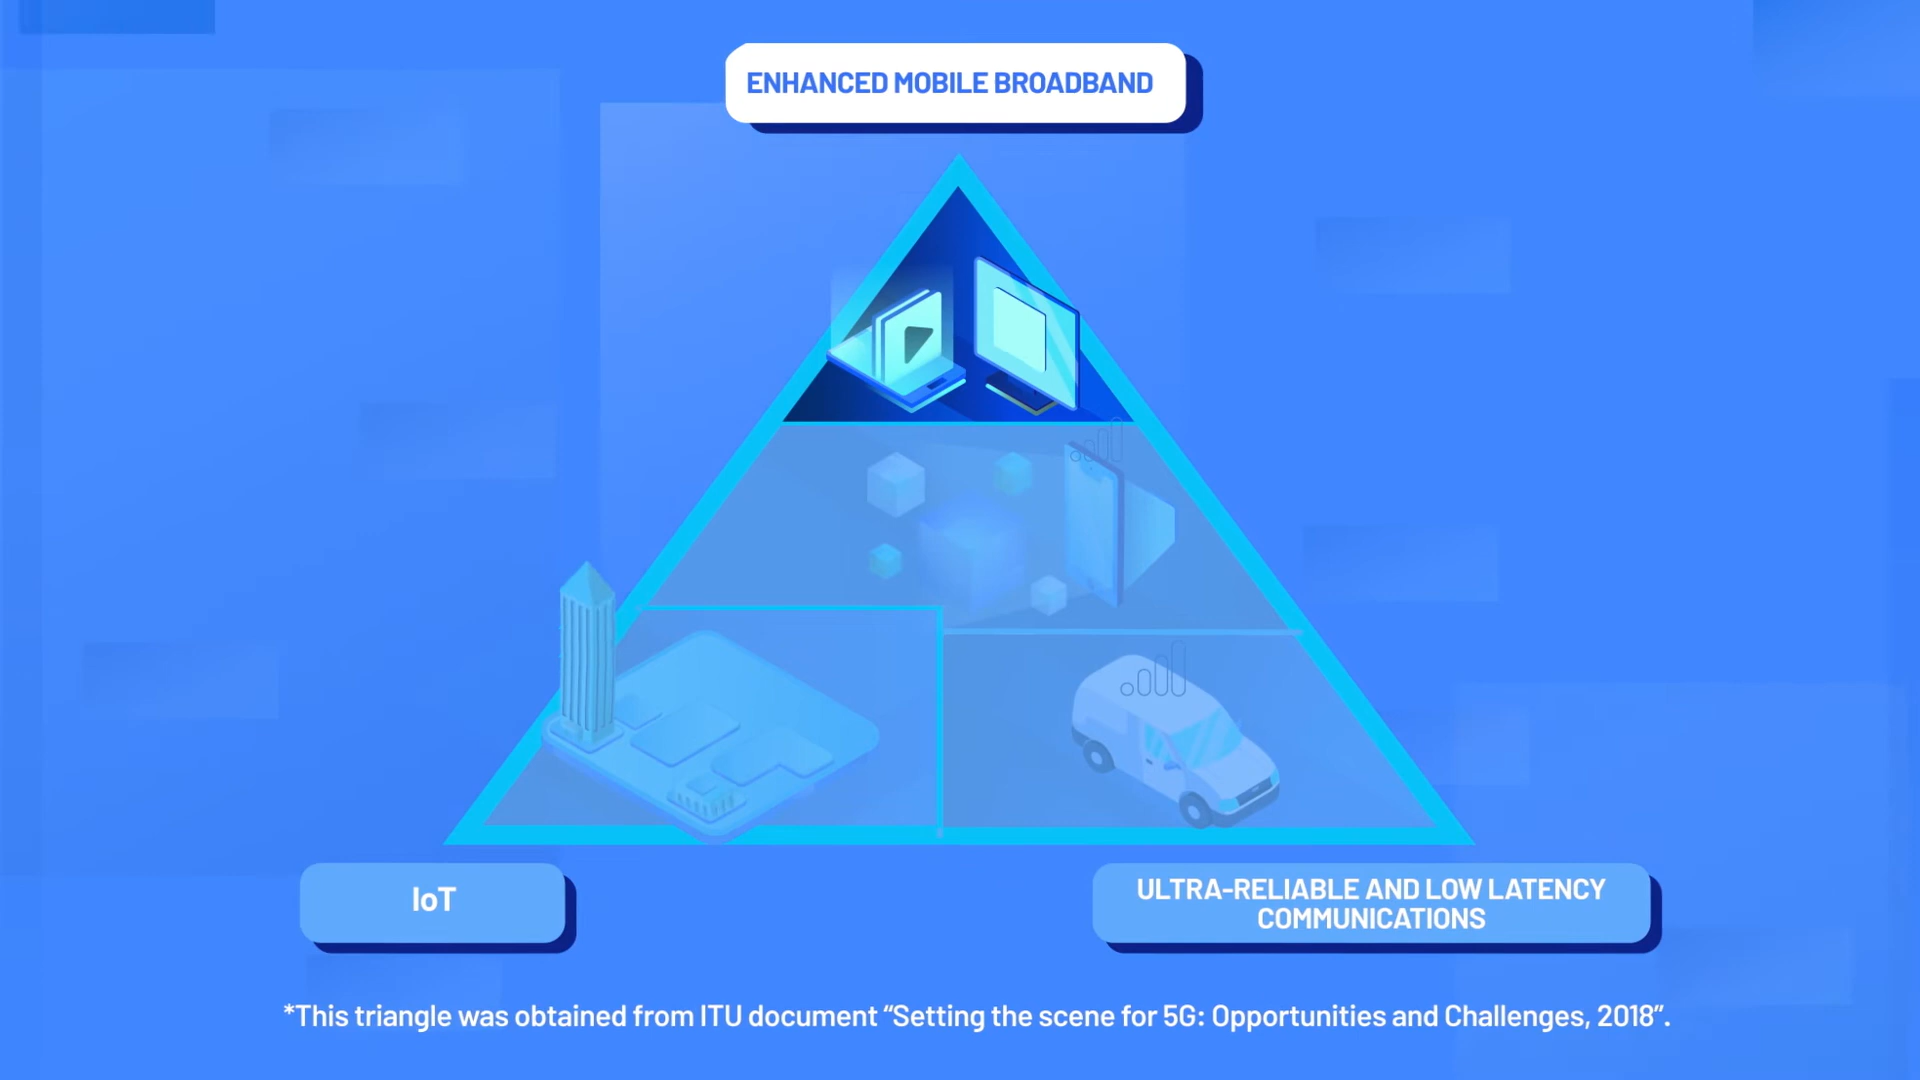 ENHANCED MOBILE BROADBAND
IoT
ULTRA-RELIABLE AND LOW LATENCY
COMMUNICATIONS
*This triangle was obtained from ITU document “Setting the scene for 5G: Opportunities and Challenges, 2018”.